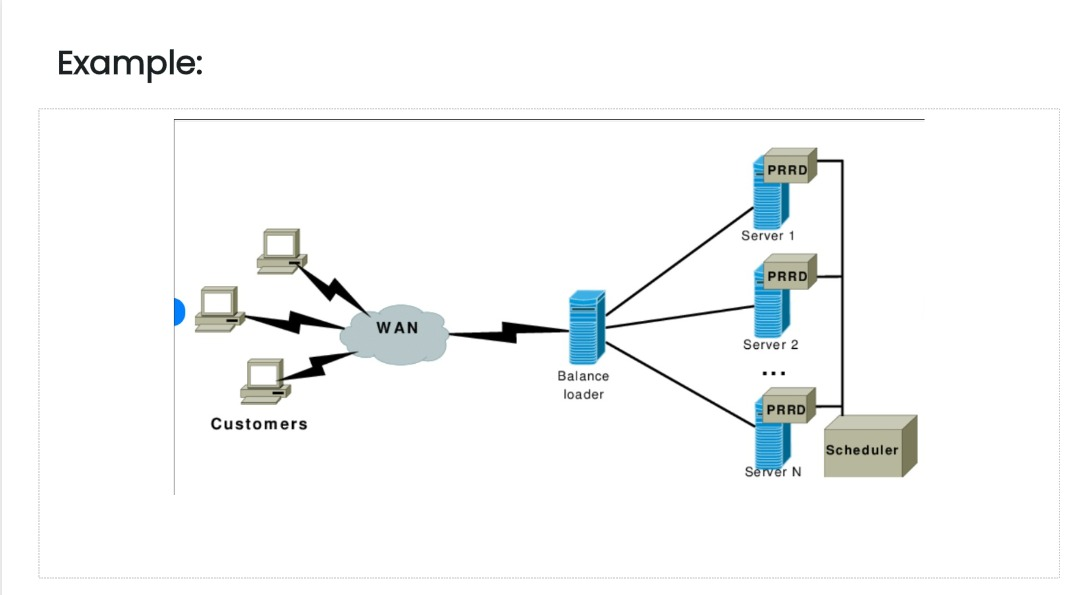 Example:
PRRD
Server 1
PRRD
Server 2
...
PRRD
Server N
Scheduler
WAN
Balance
loader
Customers